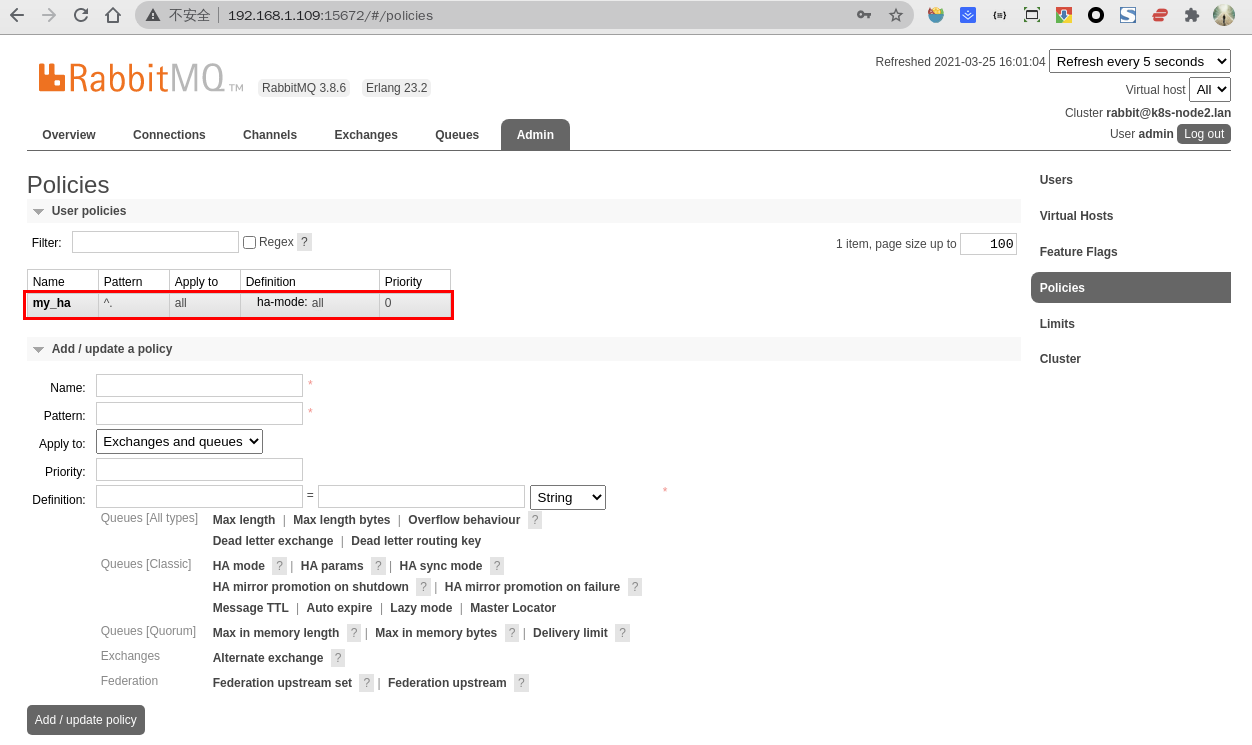 不安全 192.168.1.109:15672/#/policies
RabbitMQ TM RabbitMQ 3.8.6 Erlang 23.2
Refreshed 2021-03-25 16:01:04 Refresh every 5 seconds
Virtual host All
Cluster rabbit@k8s-node2.lan
User admin Log out
Overview Connections Channels Exchanges Queues Admin
Policies
User policies
Filter: Regex ? 1 item, page size up to 100
Name Pattern Apply to Definition Priority
my_ha ^. all ha-mode: all 0
Add / update a policy
Name: *
Pattern: *
Apply to: Exchanges and queues
Priority:
Definition: = String *
Queues [All types] Max length | Max length bytes | Overflow behaviour ?
Dead letter exchange | Dead letter routing key
Queues [Classic] HA mode ? | HA params ? | HA sync mode ?
HA mirror promotion on shutdown ? | HA mirror promotion on failure ?
Message TTL | Auto expire | Lazy mode | Master Locator
Queues [Quorum] Max in memory length ? | Max in memory bytes ? | Delivery limit ?
Exchanges Alternate exchange ?
Federation Federation upstream set ? | Federation upstream ?
Add / update policy
Users
Virtual Hosts
Feature Flags
Policies
Limits
Cluster